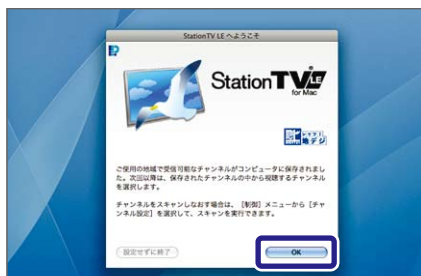 StationTV LE へようこそ
StationTV LE
for Mac
地デジ
ご使用の地域で受信可能なチャンネルがコンピュータに保存されまし
た。次回以降は、保存されたチャンネルの中から視聴するチャンネル
を選択します。
チャンネルをスキャンしなおす場合は、［制御］メニューから［チャ
ンネル設定］を選択して、スキャンを実行できます。
設定せずに終了
OK